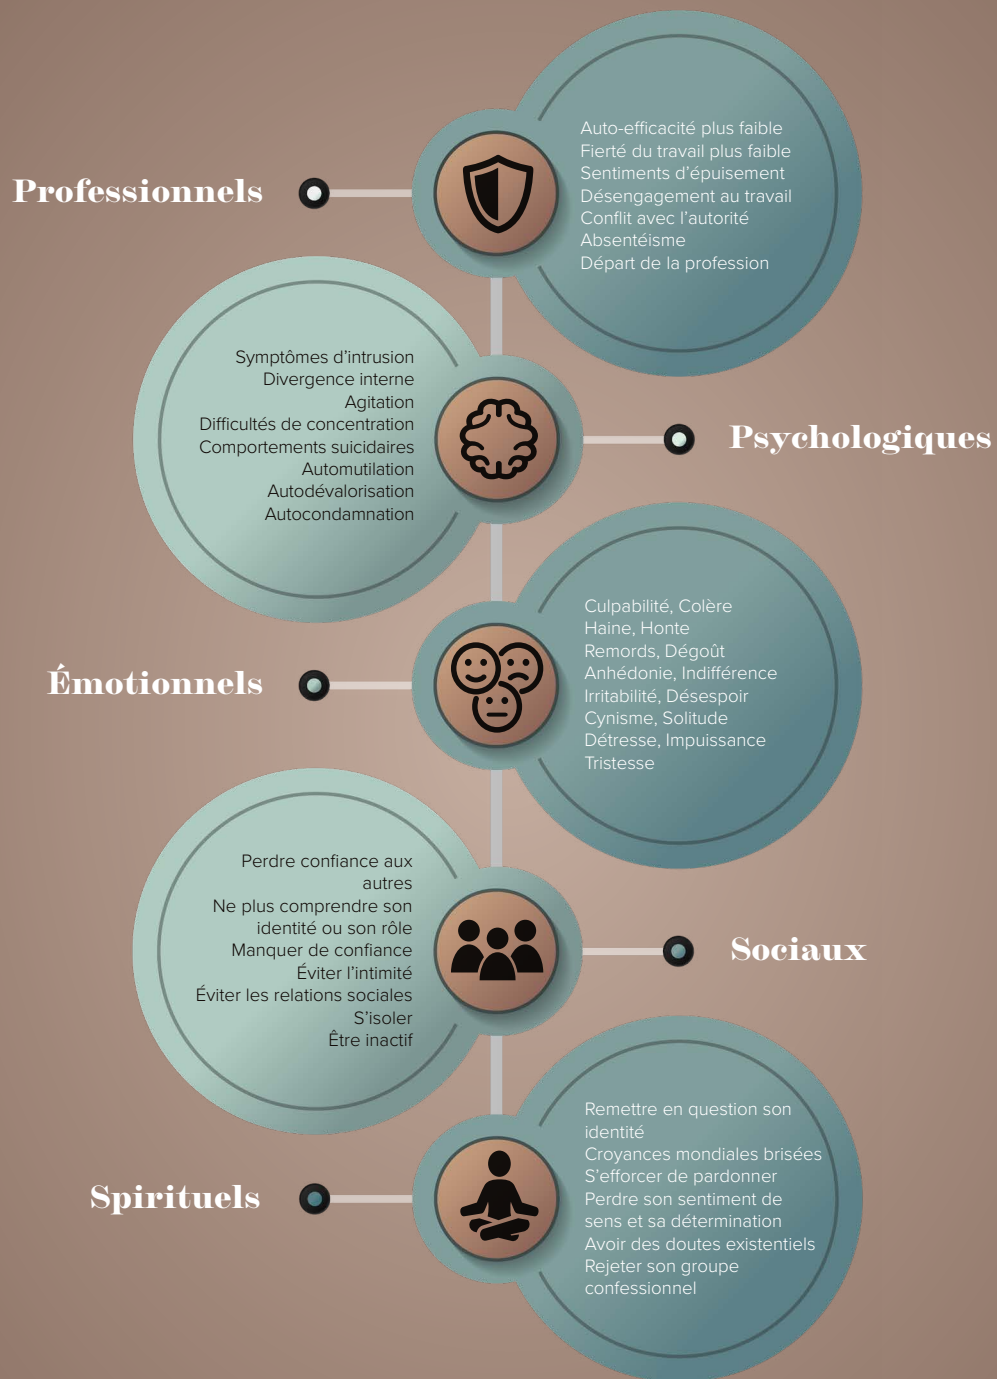 Professionnels
Auto-efficacité plus faible
Fierté du travail plus faible
Sentiments d’épuisement
Désengagement au travail
Conflit avec l’autorité
Absentéisme
Départ de la profession
Symptômes d’intrusion
Divergence interne
Agitation
Difficultés de concentration
Comportements suicidaires
Automutilation
Autodévalorisation
Autocondamnation
Psychologiques
Émotionnels
Culpabilité, Colère
Haine, Honte
Remords, Dégoût
Anhédonie, Indifférence
Irritabilité, Désespoir
Cynisme, Solitude
Détresse, Impuissance
Tristesse
Perdre confiance aux
autres
Ne plus comprendre son
identité ou son rôle
Manquer de confiance
Éviter l’intimité
Éviter les relations sociales
S’isoler
Être inactif
Sociaux
Spirituels
Remettre en question son
identité
Croyances mondiales brisées
S’efforcer de pardonner
Perdre son sentiment de
sens et sa détermination
Avoir des doutes existentiels
Rejeter son groupe
confessionnel